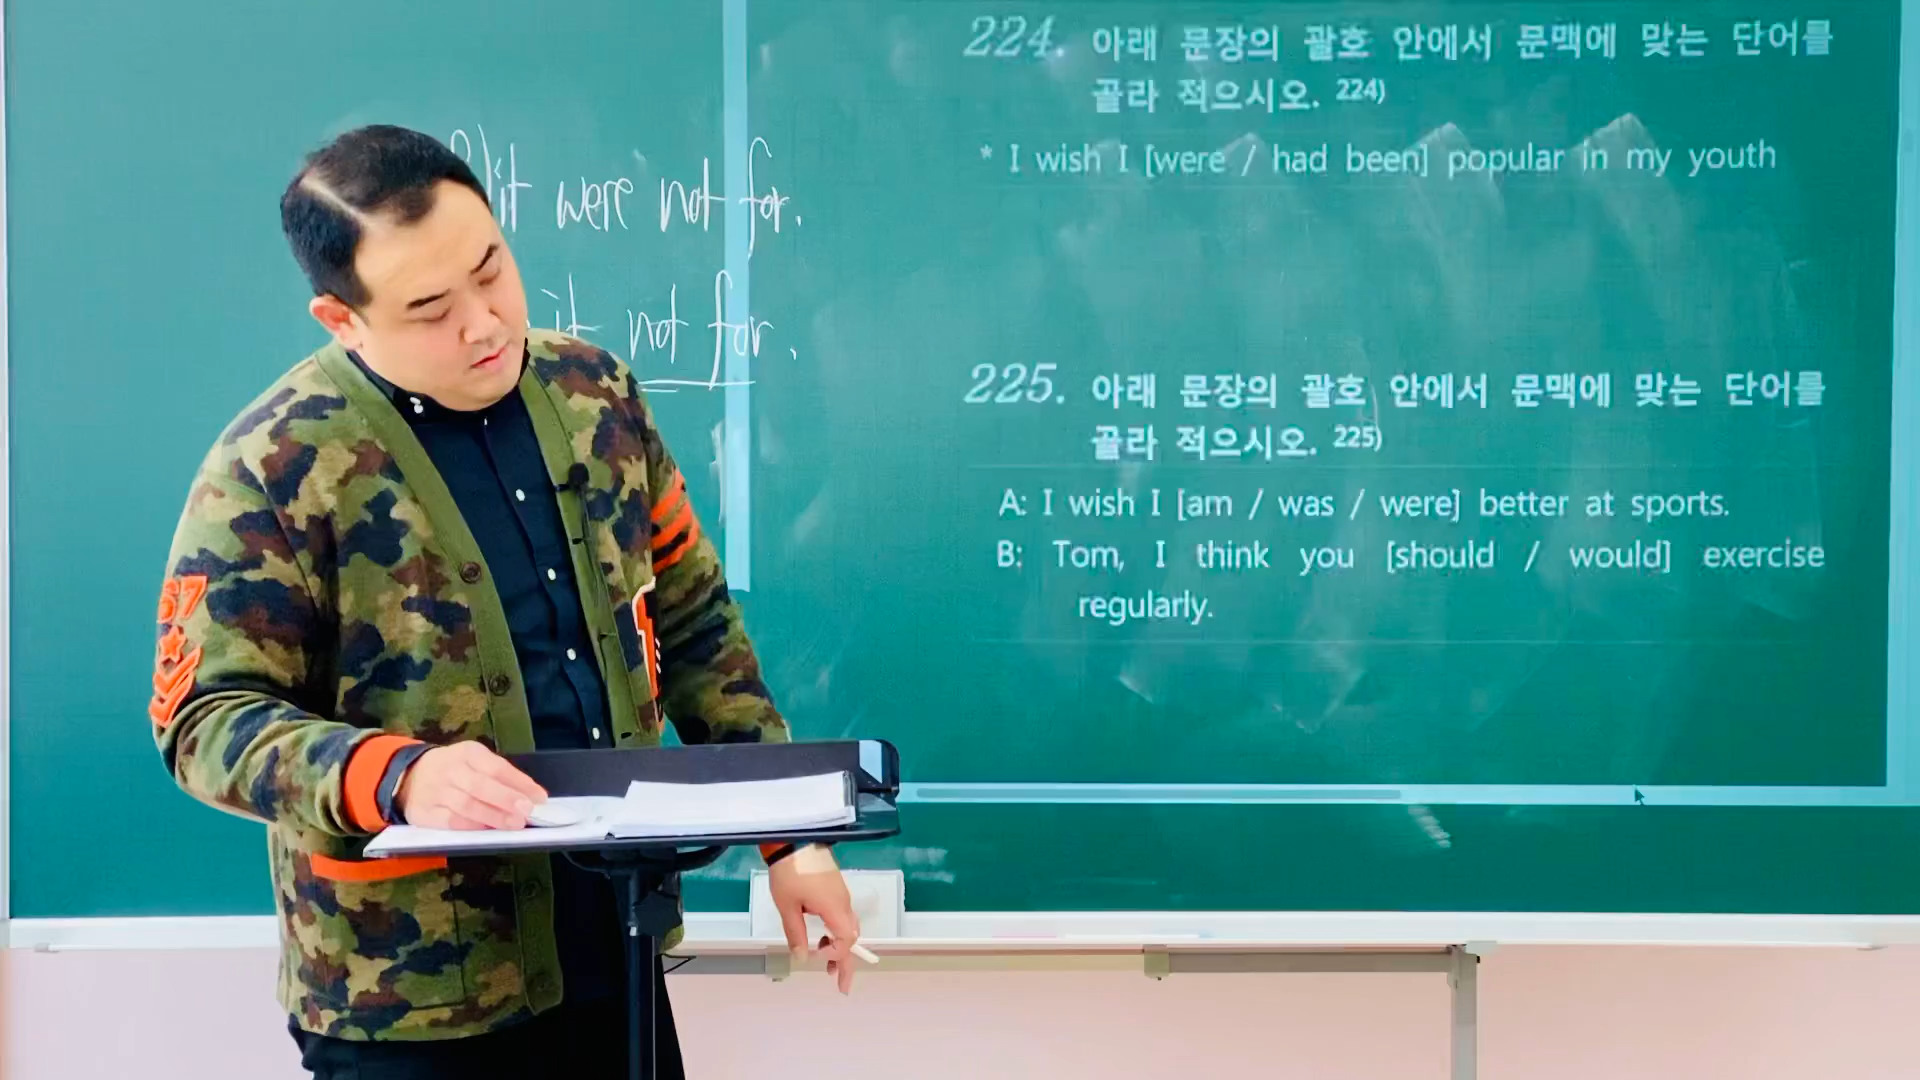 it were not for.
it not for.
224. 아래 문장의 괄호 안에서 문맥에 맞는 단어를
골라 적으시오. 224)
* I wish I [were / had been] popular in my youth
225. 아래 문장의 괄호 안에서 문맥에 맞는 단어를
골라 적으시오. 225)
A: I wish I [am / was / were] better at sports.
B: Tom, I think you [should / would] exercise
regularly.
67